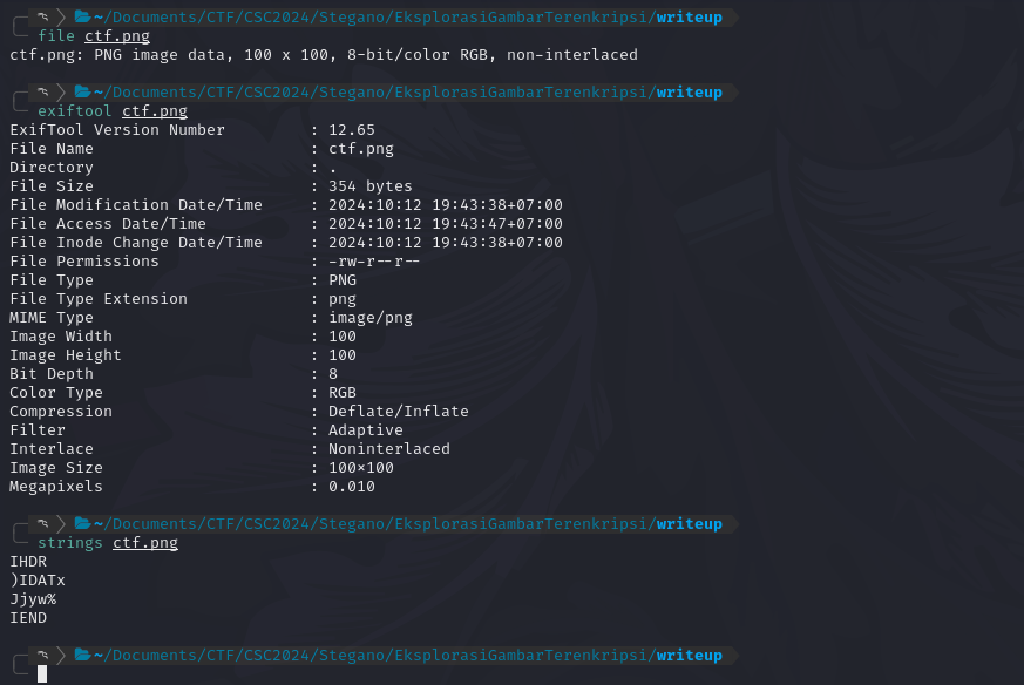 ~/Documents/CTF/CSC2024/Stegano/EksplorasiGambarTerenkripsi/writeup
file ctf.png
ctf.png: PNG image data, 100 x 100, 8-bit/color RGB, non-interlaced
~/Documents/CTF/CSC2024/Stegano/EksplorasiGambarTerenkripsi/writeup
exiftool ctf.png
ExifTool Version Number : 12.65
File Name : ctf.png
Directory : .
File Size : 354 bytes
File Modification Date/Time : 2024:10:12 19:43:38+07:00
File Access Date/Time : 2024:10:12 19:43:47+07:00
File Inode Change Date/Time : 2024:10:12 19:43:38+07:00
File Permissions : -rw-r--r--
File Type : PNG
File Type Extension : png
MIME Type : image/png
Image Width : 100
Image Height : 100
Bit Depth : 8
Color Type : RGB
Compression : Deflate/Inflate
Filter : Adaptive
Interlace : Noninterlaced
Image Size : 100×100
Megapixels : 0.010
~/Documents/CTF/CSC2024/Stegano/EksplorasiGambarTerenkripsi/writeup
strings ctf.png
IHDR
)IDATx
Jjyw%
IEND
~/Documents/CTF/CSC2024/Stegano/EksplorasiGambarTerenkripsi/writeup